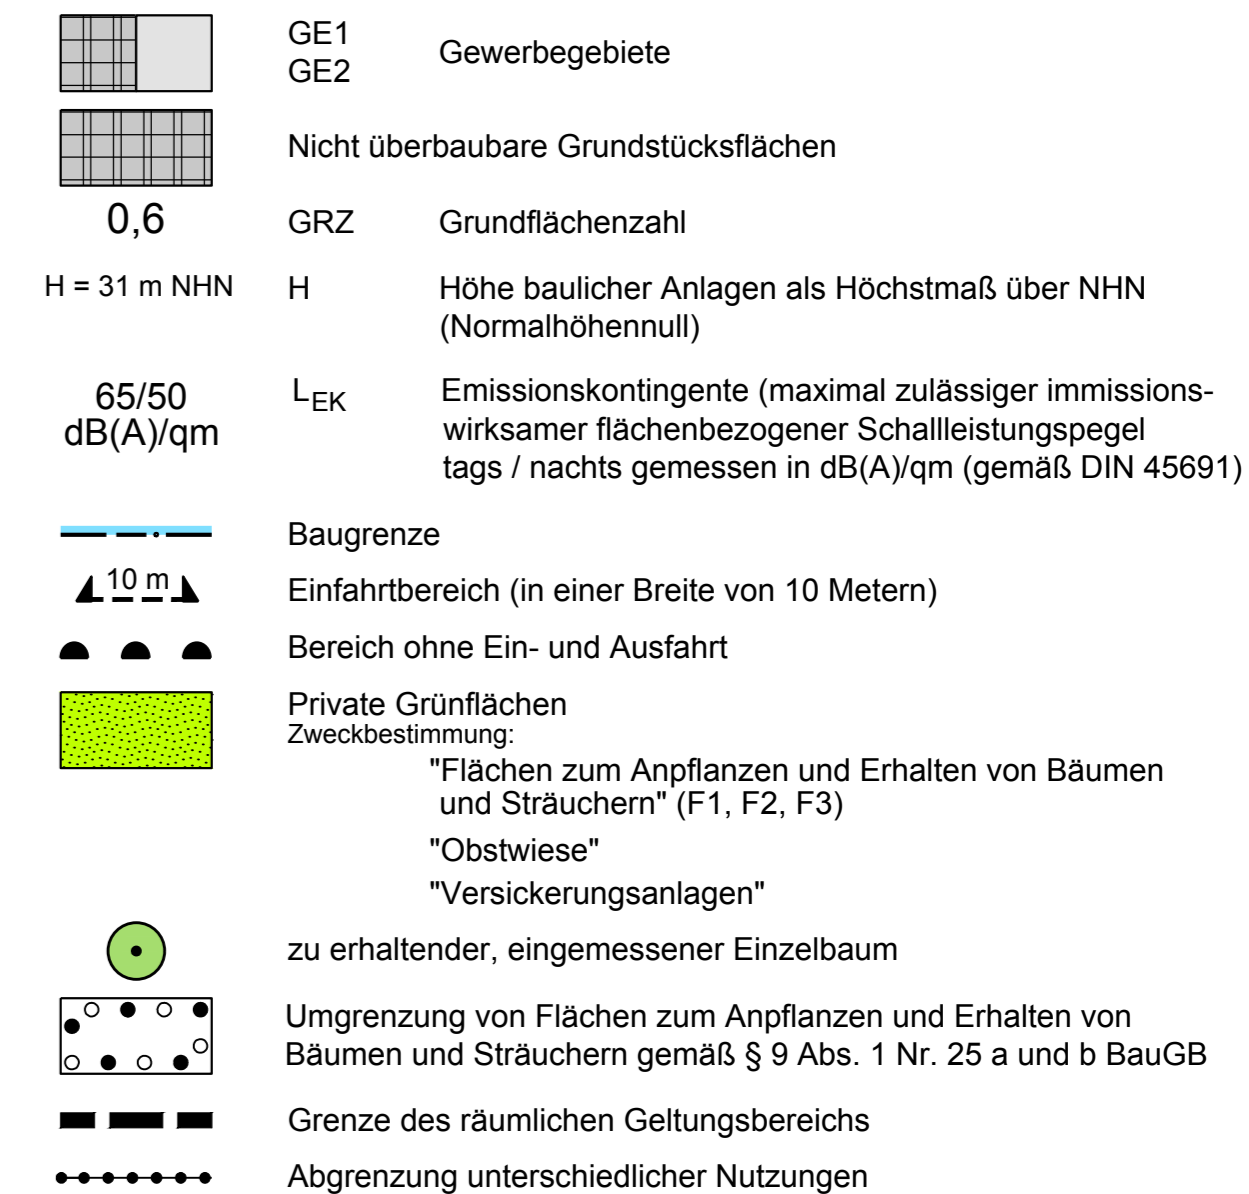 GE1
GE2
Gewerbegebiete
Nicht überbaubare Grundstücksflächen
0,6 GRZ Grundflächenzahl
H = 31 m NHN H Höhe baulicher Anlagen als Höchstmaß über NHN
(Normalhöhennull)
65/50
dB(A)/qm
LEK
Emissionskontingente (maximal zulässiger immissions-
wirksamer flächenbezogener Schallleistungspegel
tags / nachts gemessen in dB(A)/qm (gemäß DIN 45691)
Baugrenze
10 m Einfahrtbereich (in einer Breite von 10 Metern)
Bereich ohne Ein- und Ausfahrt
Private Grünflächen
Zweckbestimmung:
"Flächen zum Anpflanzen und Erhalten von Bäumen
und Sträuchern" (F1, F2, F3)
"Obstwiese"
"Versickerungsanlagen"
zu erhaltender, eingemessener Einzelbaum
Umgrenzung von Flächen zum Anpflanzen und Erhalten von
Bäumen und Sträuchern gemäß § 9 Abs. 1 Nr. 25 a und b BauGB
Grenze des räumlichen Geltungsbereichs
Abgrenzung unterschiedlicher Nutzungen